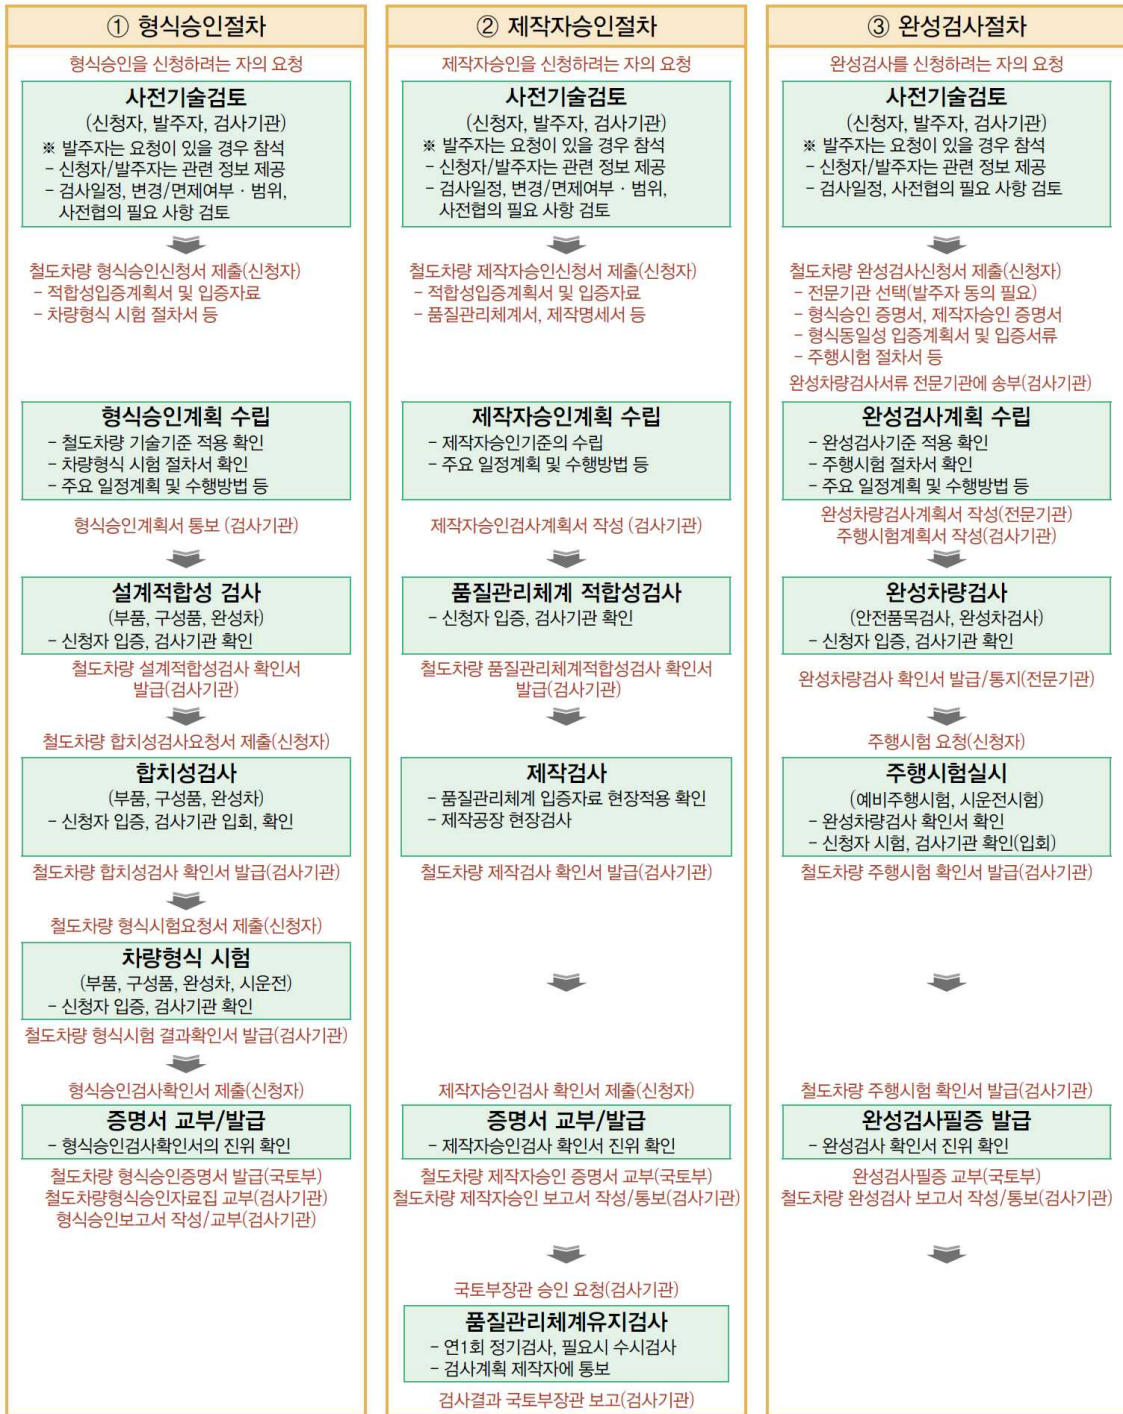 ① 형식승인절차
형식승인을 신청하려는 자의 요청
사전기술검토
(신청자, 발주자, 검사기관)
※ 발주자는 요청이 있을 경우 참석
- 신청자/발주자는 관련 정보 제공
- 검사일정, 변경/면제여부 · 범위,
사전협의 필요 사항 검토
철도차량 형식승인신청서 제출(신청자)
- 적합성입증계획서 및 입증자료
- 차량형식 시험 절차서 등
형식승인계획 수립
- 철도차량 기술기준 적용 확인
- 차량형식 시험 절차서 확인
- 주요 일정계획 및 수행방법 등
형식승인계획서 통보 (검사기관)
설계적합성 검사
(부품, 구성품, 완성차)
- 신청자 입증, 검사기관 확인
철도차량 설계적합성검사 확인서
발급(검사기관)
철도차량 합치성검사요청서 제출(신청자)
합치성검사
(부품, 구성품, 완성차)
- 신청자 입증, 검사기관 입회, 확인
철도차량 합치성검사 확인서 발급(검사기관)
철도차량 형식시험요청서 제출(신청자)
차량형식 시험
(부품, 구성품, 완성차, 시운전)
- 신청자 입증, 검사기관 확인
철도차량 형식시험 결과확인서 발급(검사기관)
형식승인검사확인서 제출(신청자)
증명서 교부/발급
- 형식승인검사확인서의 진위 확인
철도차량 형식승인증명서 발급(국토부)
철도차량형식승인자료집 교부(검사기관)
형식승인보고서 작성/교부(검사기관)
② 제작자승인절차
제작자승인을 신청하려는 자의 요청
사전기술검토
(신청자, 발주자, 검사기관)
※ 발주자는 요청이 있을 경우 참석
- 신청자/발주자는 관련 정보 제공
- 검사일정, 변경/면제여부 · 범위,
사전협의 필요 사항 검토
철도차량 제작자승인신청서 제출(신청자)
- 적합성입증계획서 및 입증자료
- 품질관리체계서, 제작명세서 등
제작자승인계획 수립
- 제작자승인기준의 수립
- 주요 일정계획 및 수행방법 등
제작자승인검사계획서 작성 (검사기관)
품질관리체계 적합성검사
- 신청자 입증, 검사기관 확인
철도차량 품질관리체계적합성검사 확인서
발급(검사기관)
제작검사
- 품질관리체계 입증자료 현장적용 확인
- 제작공장 현장검사
철도차량 제작검사 확인서 발급(검사기관)
제작자승인검사 확인서 제출(신청자)
증명서 교부/발급
- 제작자승인검사 확인서 진위 확인
철도차량 제작자승인 증명서 교부(국토부)
철도차량 제작자승인 보고서 작성/통보(검사기관)
국토부장관 승인 요청(검사기관)
품질관리체계유지검사
- 연1회 정기검사, 필요시 수시검사
- 검사계획 제작자에 통보
검사결과 국토부장관 보고(검사기관)
③ 완성검사절차
완성검사를 신청하려는 자의 요청
사전기술검토
(신청자, 발주자, 검사기관)
※ 발주자는 요청이 있을 경우 참석
- 신청자/발주자는 관련 정보 제공
- 검사일정, 사전협의 필요 사항 검토
철도차량 완성검사신청서 제출(신청자)
- 전문기관 선택(발주자 동의 필요)
- 형식승인 증명서, 제작자승인 증명서
- 형식동일성 입증계획서 및 입증서류
- 주행시험 절차서 등
완성차량검사서류 전문기관에 송부(검사기관)
완성검사계획 수립
- 완성검사기준 적용 확인
- 주행시험 절차서 확인
- 주요 일정계획 및 수행방법 등
완성차량검사계획서 작성(전문기관)
주행시험계획서 작성(검사기관)
완성차량검사
(안전품목검사, 완성차검사)
- 신청자 입증, 검사기관 확인
완성차량검사 확인서 발급/통지(전문기관)
주행시험 요청(신청자)
주행시험실시
(예비주행시험, 시운전시험)
- 완성차량검사 확인서 확인
- 신청자 시험, 검사기관 확인(입회)
철도차량 주행시험 확인서 발급(검사기관)
철도차량 주행시험 확인서 발급(검사기관)
완성검사필증 발급
- 완성검사 확인서 진위 확인
완성검사필증 교부(국토부)
철도차량 완성검사 보고서 작성/통보(검사기관)